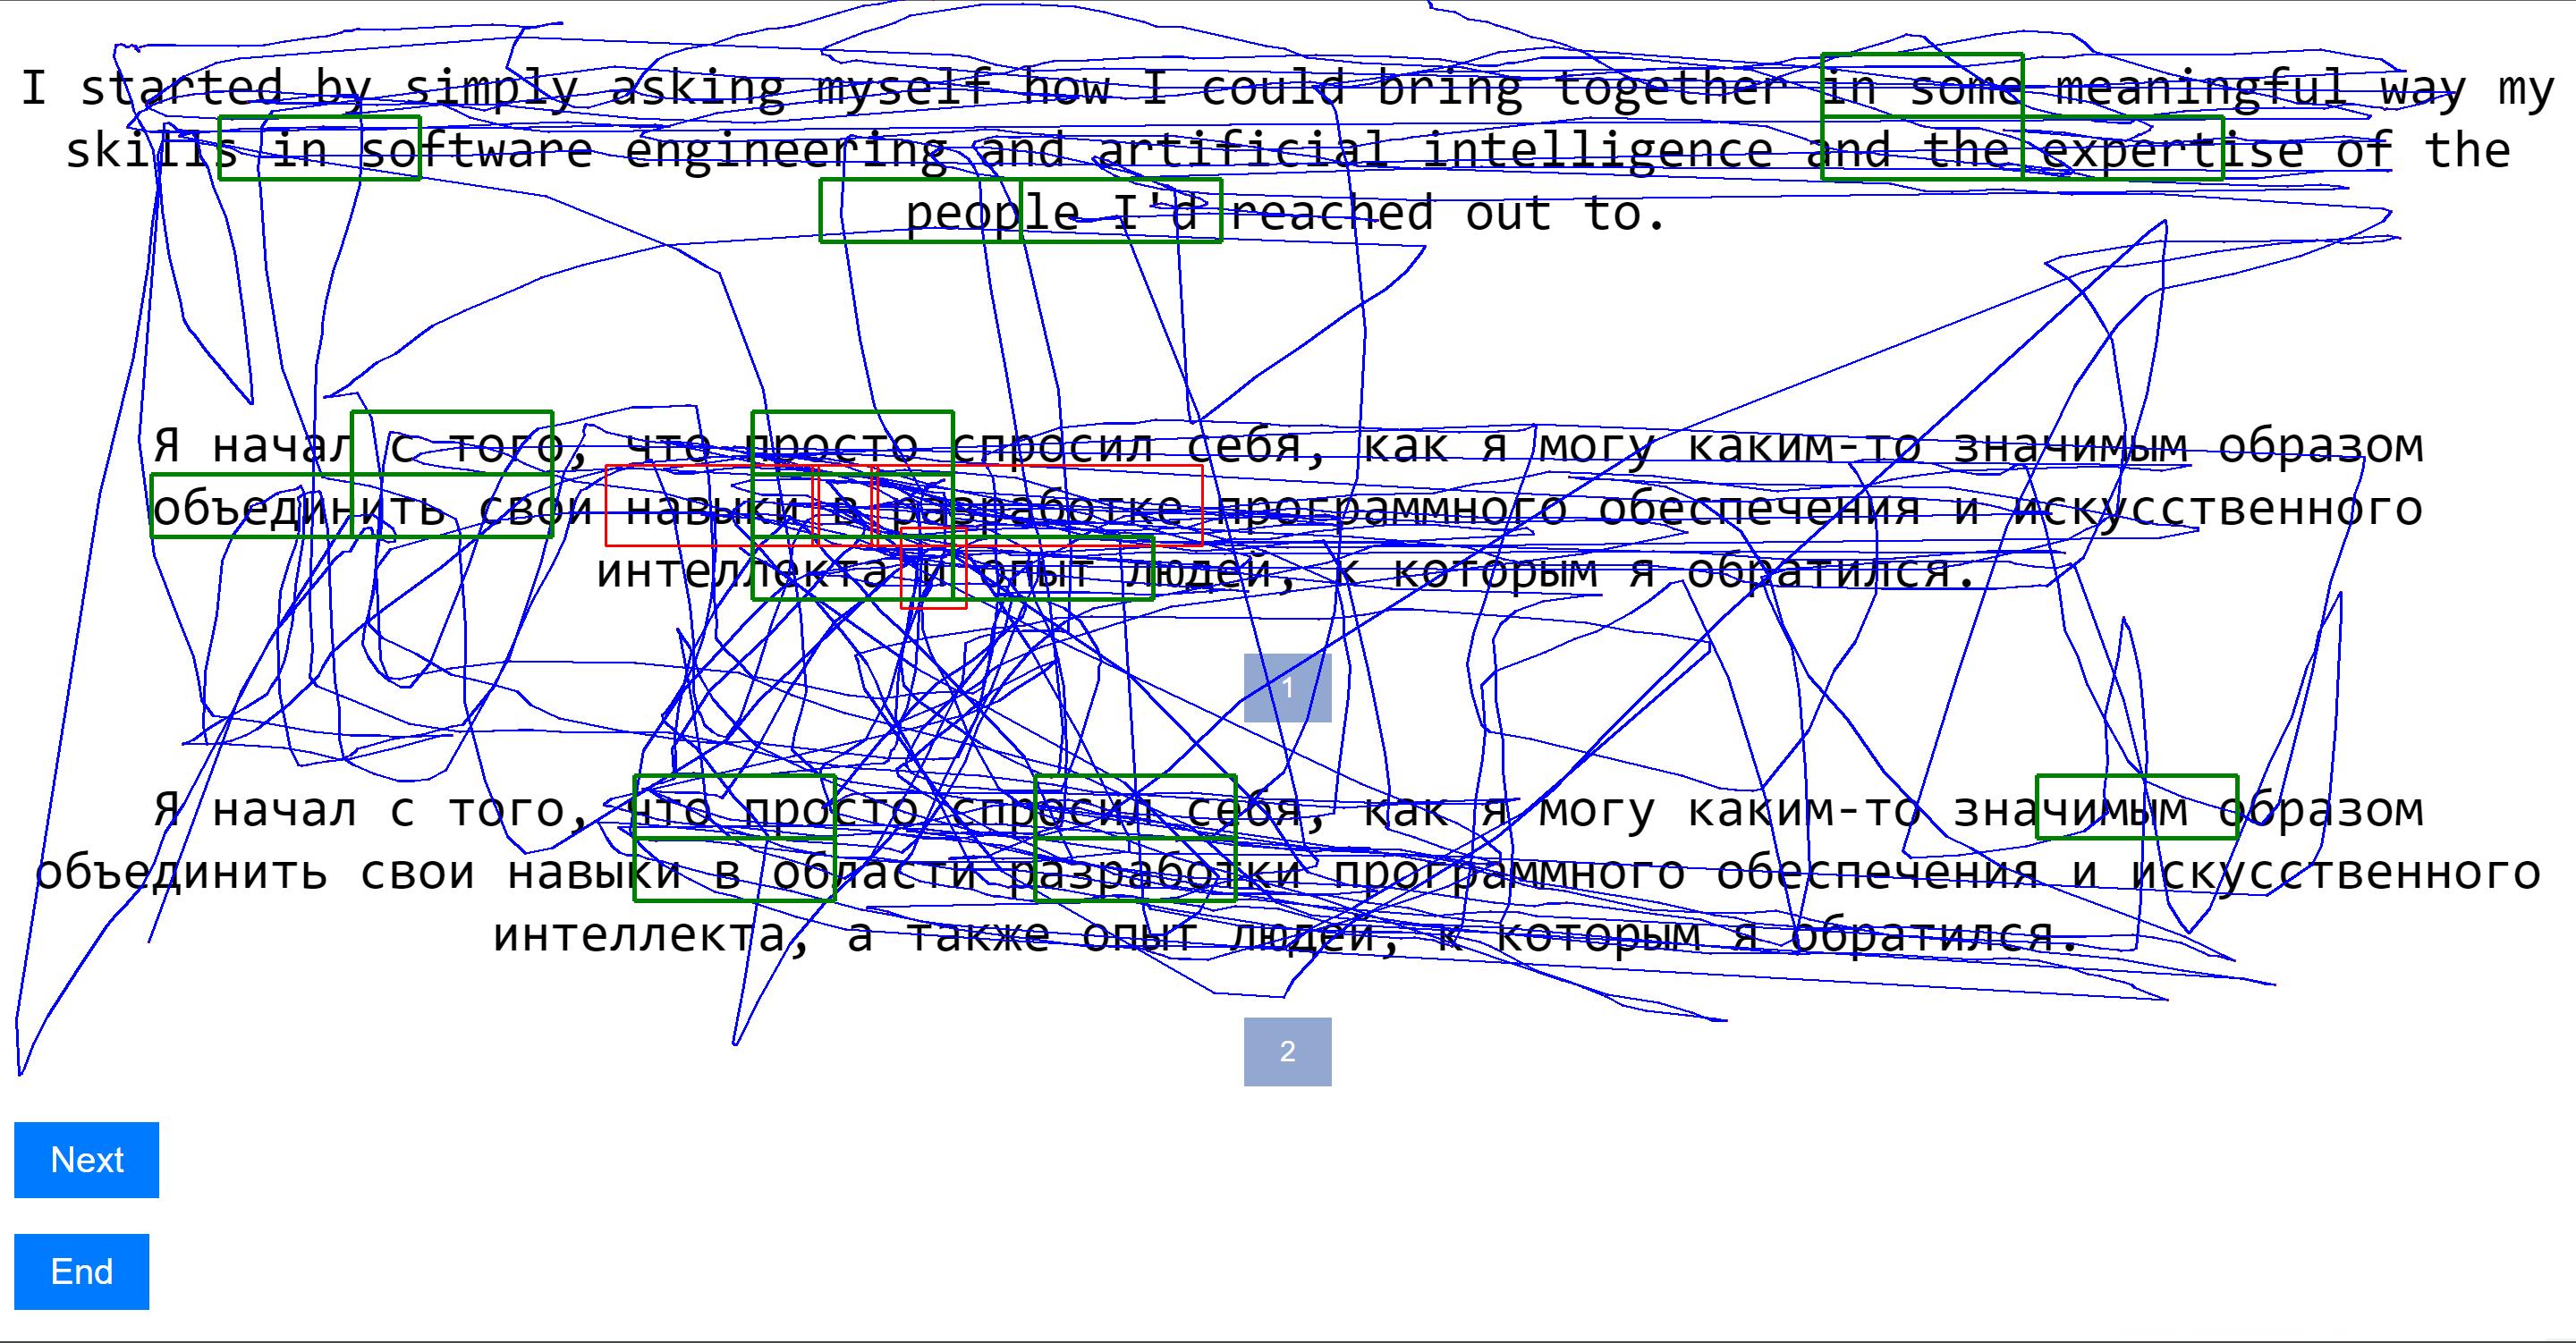 I started by simply asking myself how I could bring together in some meaningful way my
skills in software engineering and artificial intelligence and the expertise of the
people I'd reached out to.
Я начал с того, что просто спросил себя, как я могу каким-то значимым образом
объединить свои навыки в разработке программного обеспечения и искусственного
интеллекта и опыт людей, к которым я обратился.
1
Я начал с того, что просто спросил себя, как я могу каким-то значимым образом
объединить свои навыки в области разработки программного обеспечения и искусственного
интеллекта, а также опыт людей, к которым я обратился.
2
Next
End